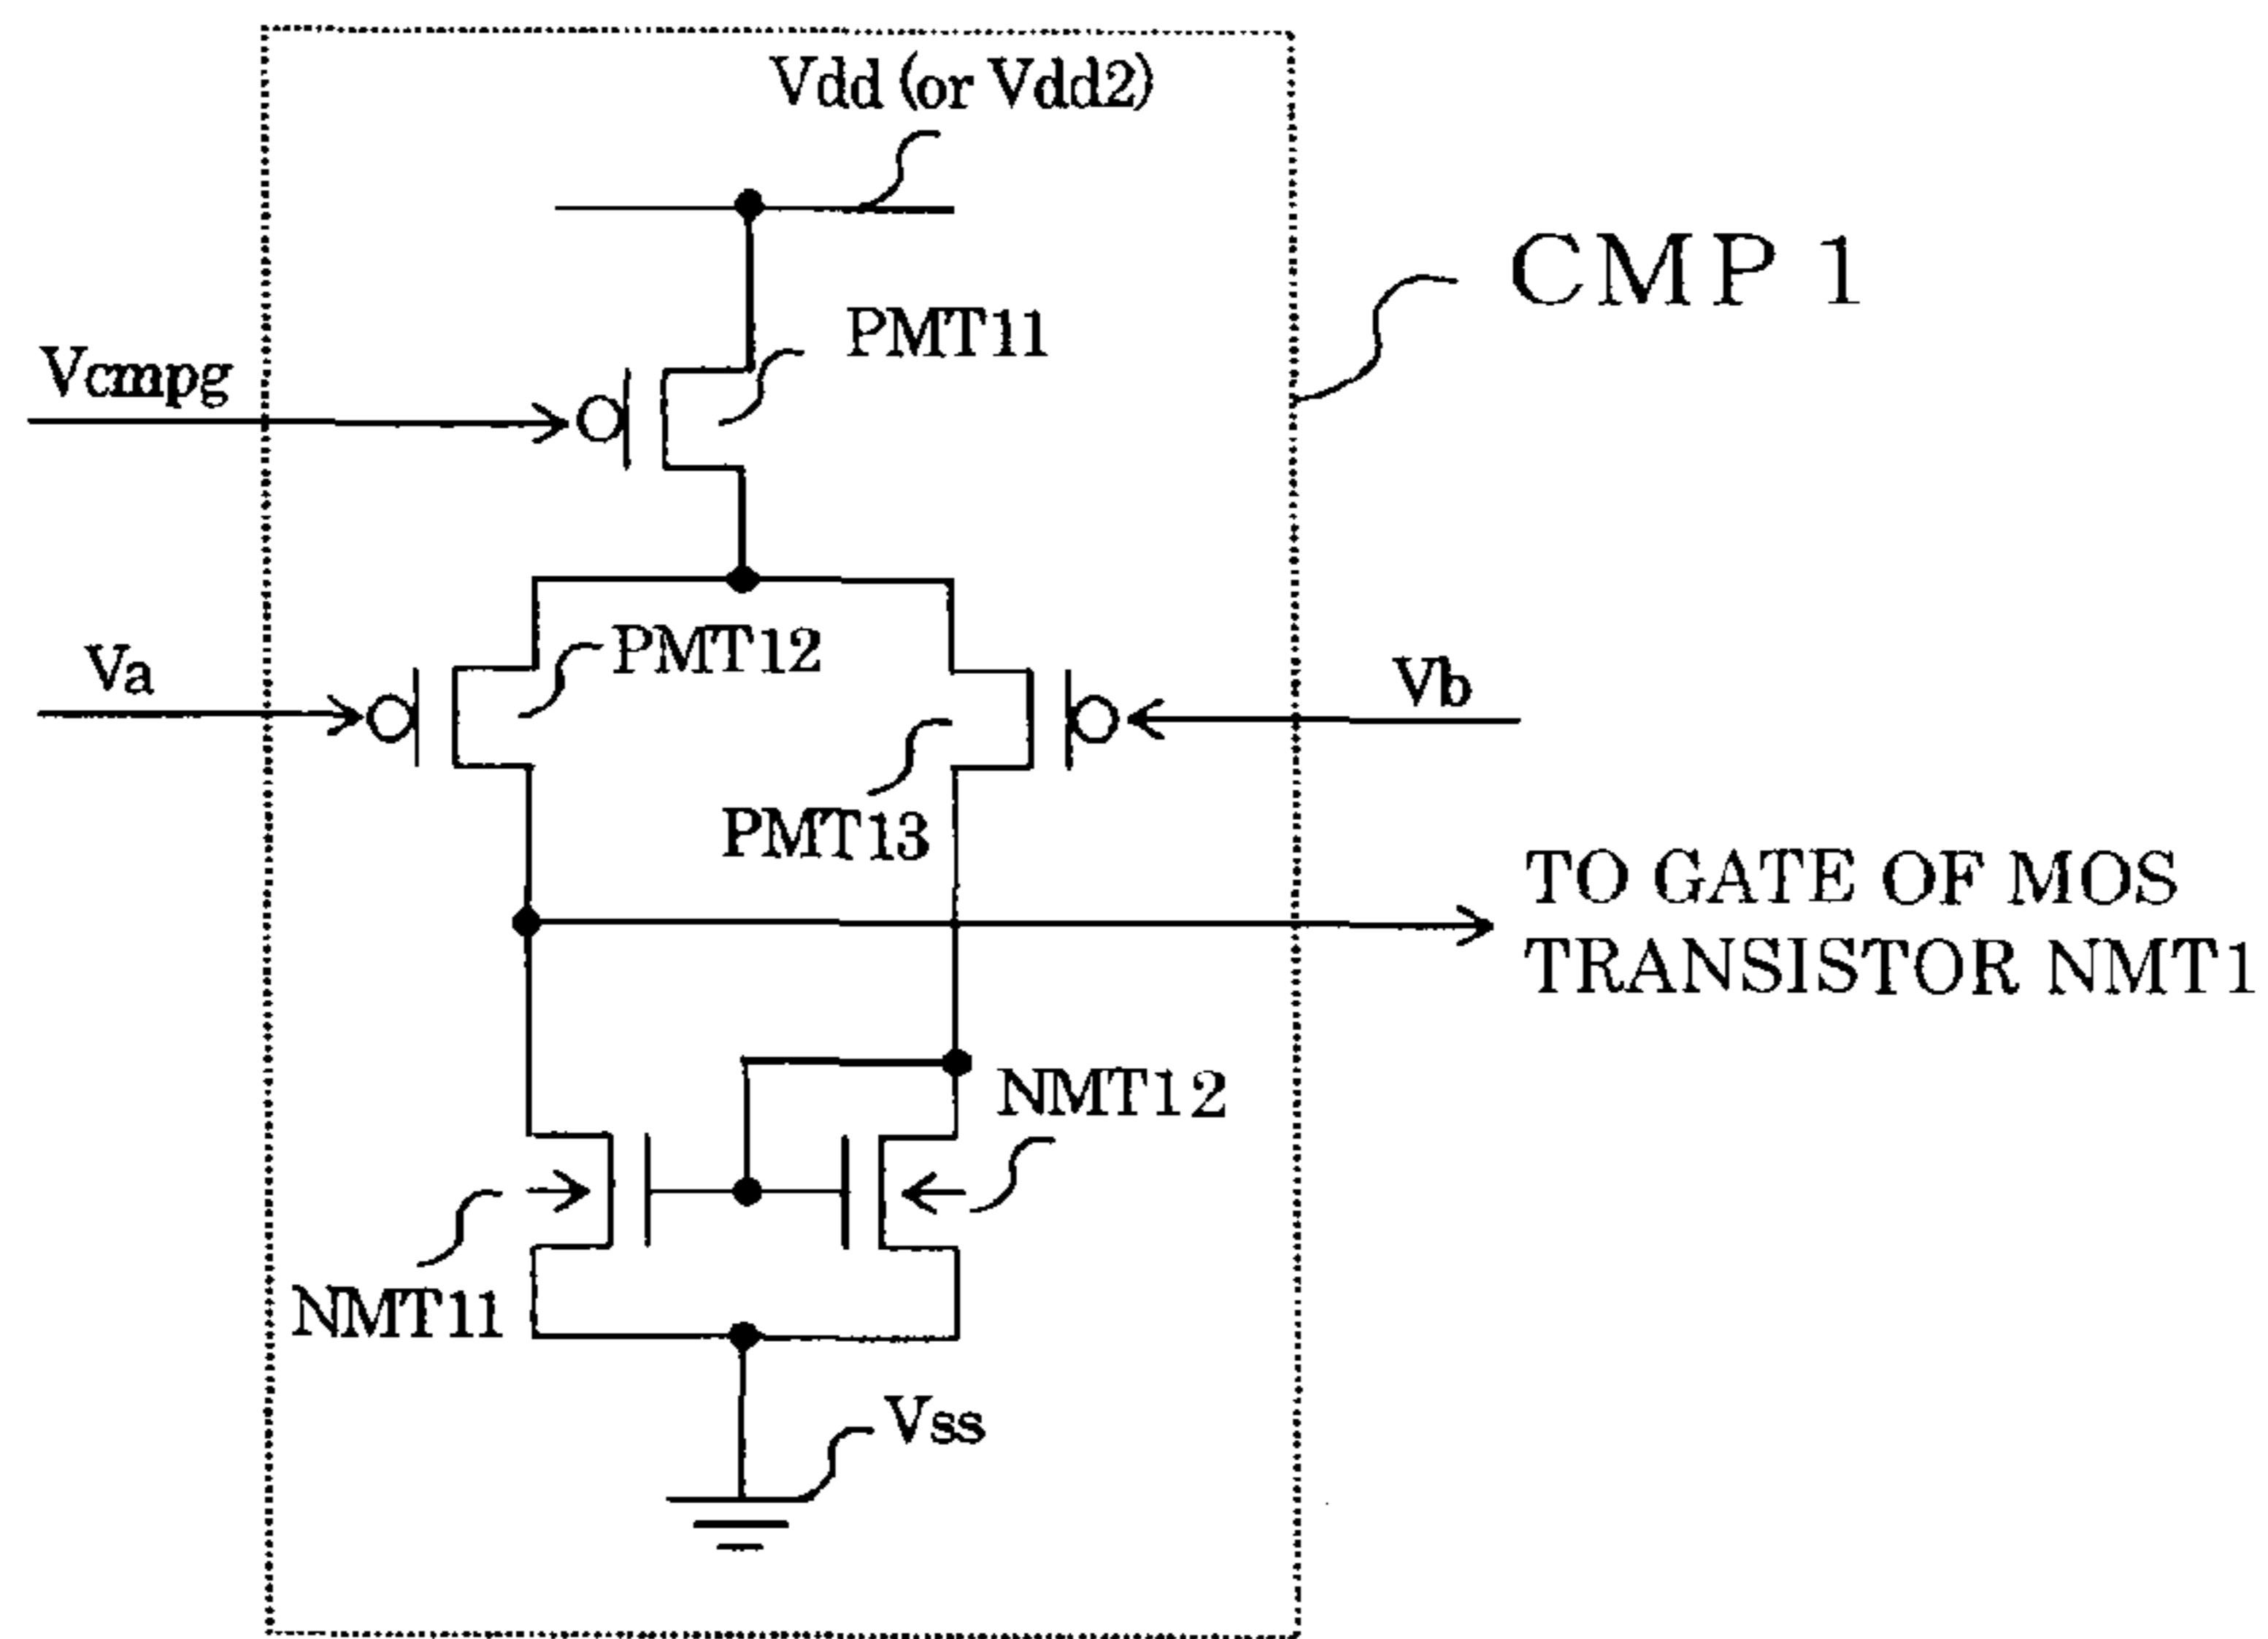 Vdd (or Vdd2)
CMP 1
PMT11
Vcmpg
PMT12
Va
Vb
PMT13
TO GATE OF MOS
TRANSISTOR NMT1
NMT12
NMT11
Vss